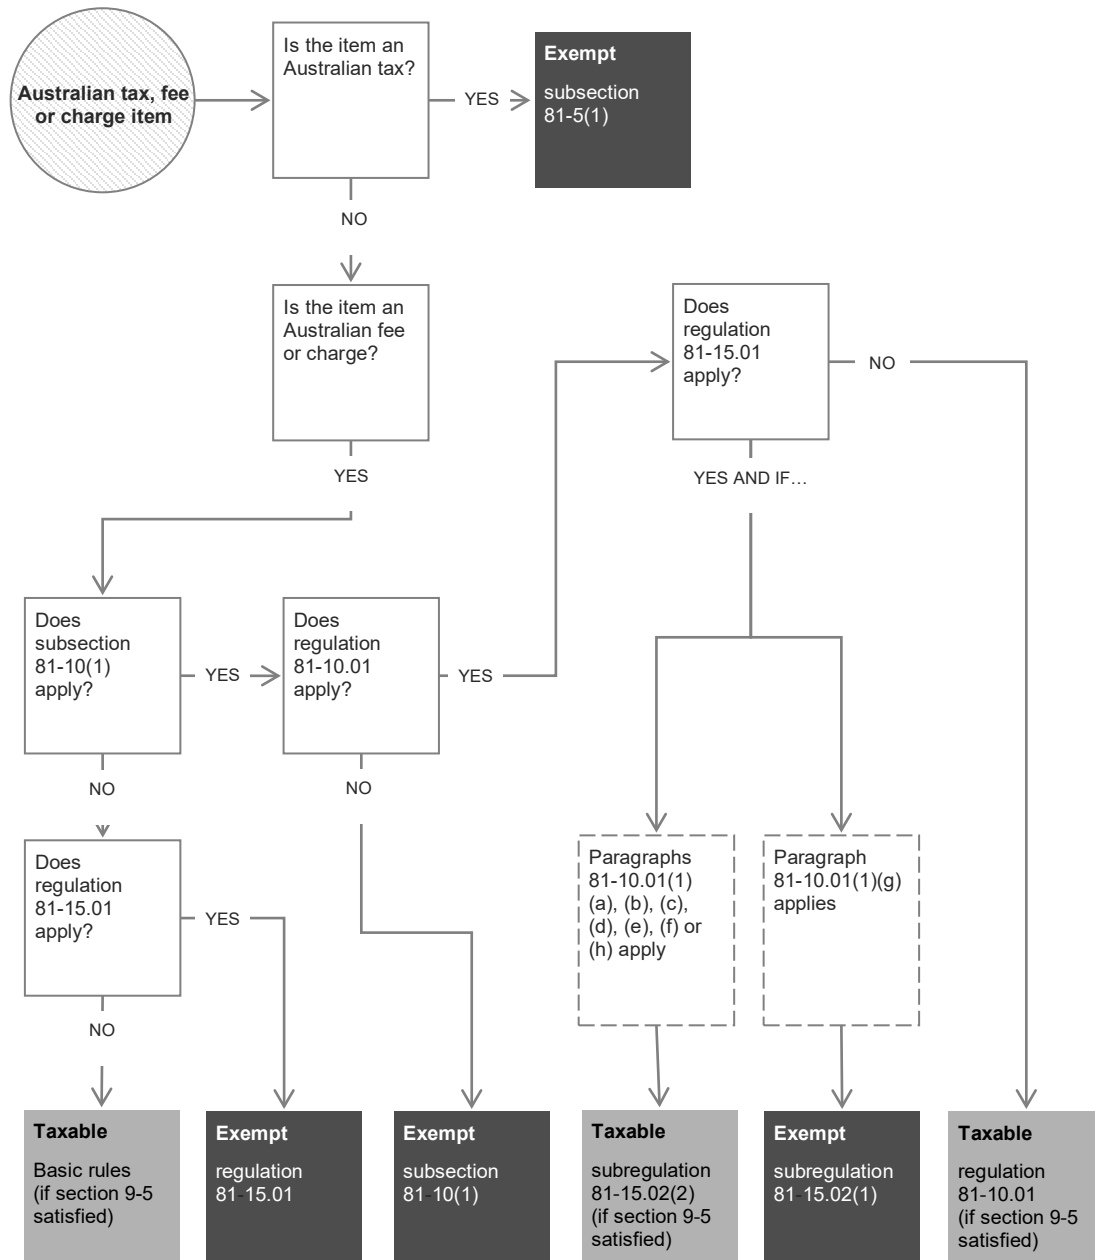 Australian tax, fee
or charge item
Is the item an
Australian tax?
YES
Exempt
subsection
81-5(1)
NO
Is the item an
Australian fee
or charge?
YES
Does
regulation
81-15.01
apply?
NO
YES AND IF…
Does
subsection
81-10(1)
apply?
YES
Does
regulation
81-10.01
apply?
YES
NO
NO
Does
regulation
81-15.01
apply?
YES
NO
Paragraphs
81-10.01(1)
(a), (b), (c),
(d), (e), (f) or
(h) apply
Paragraph
81-10.01(1)(g)
applies
Taxable
Basic rules
(if section 9-5
satisfied)
Exempt
regulation
81-15.01
Exempt
subsection
81-10(1)
Taxable
subregulation
81-15.02(2)
(if section 9-5
satisfied)
Exempt
subregulation
81-15.02(1)
Taxable
regulation
81-10.01
(if section 9-5
satisfied)